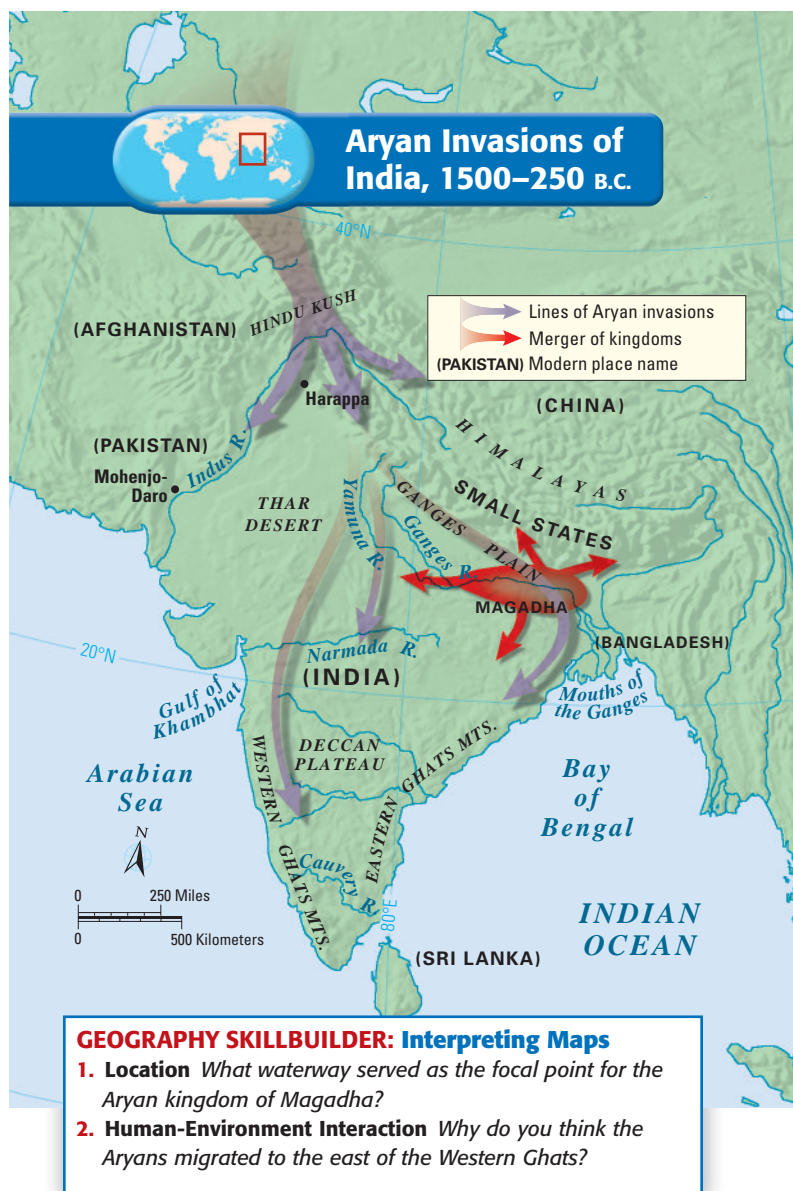 Aryan Invasions of
India, 1500–250 B.C.
40°N
Lines of Aryan invasions
Merger of kingdoms
(PAKISTAN) Modern place name
(AFGHANISTAN)
HINDU KUSH
Harappa
(CHINA)
(PAKISTAN)
Indus R.
Mohenjo-
Daro
HIMALAYAS
THAR
DESERT
Yamuna R.
Ganges R.
GANGES PLAIN
SMALL STATES
MAGADHA
(BANGLADESH)
20°N
Narmada R.
(INDIA)
Gulf of
Khambhat
Mouths of
the Ganges
DECCAN
PLATEAU
WESTERN GHATS MTS.
EASTERN GHATS MTS.
Arabian
Sea
Bay
of
Bengal
N
0 250 Miles
0 500 Kilometers
Cauvery R.
80°E
(SRI LANKA)
INDIAN
OCEAN
GEOGRAPHY SKILLBUILDER: Interpreting Maps
1. Location What waterway served as the focal point for the
Aryan kingdom of Magadha?
2. Human-Environment Interaction Why do you think the
Aryans migrated to the east of the Western Ghats?